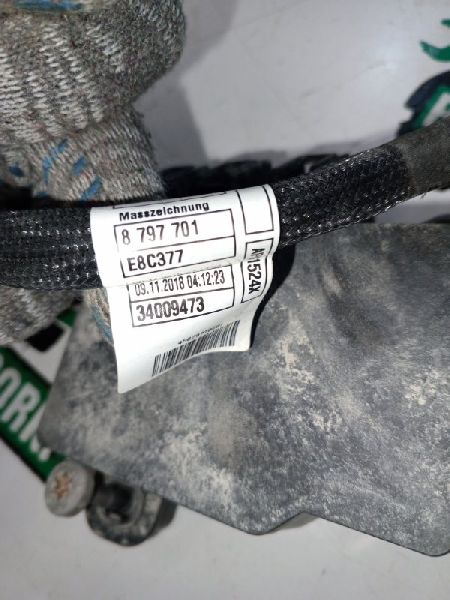 Masszeichnung
8 797 701
E8C377
09.11.2018 04:12:23
34009473